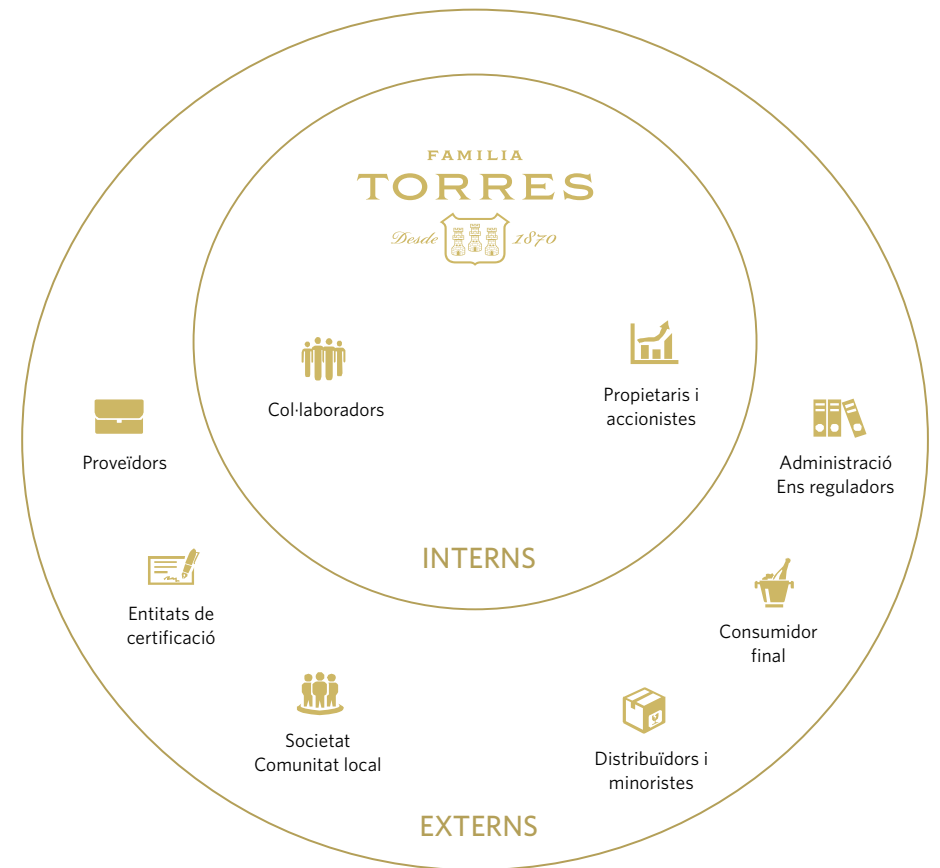 FAMILIA
TORRES
Desde 1870
Col·laboradors
Propietaris i
accionistes
Proveïdors
Administració
Ens reguladors
INTERNS
Entitats de
certificació
Consumidor
final
Societat
Comunitat local
Distribuïdors i
minoristes
EXTERNS